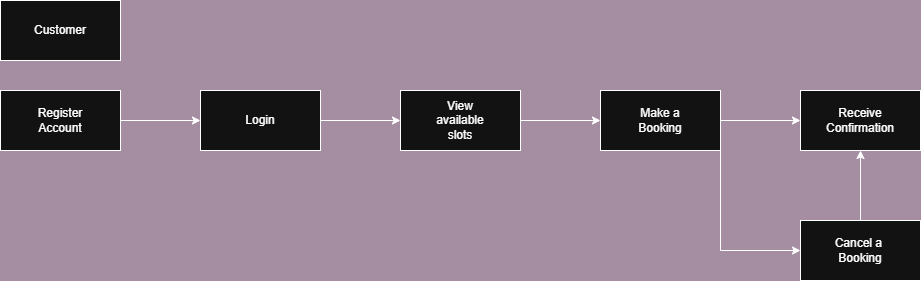 Customer
Register
Account
Login
View
available
slots
Make a
Booking
Receive
Confirmation
Cancel a
Booking